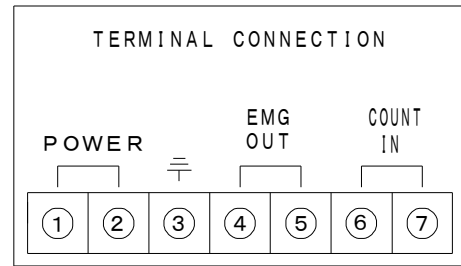 TERMINAL CONNECTION
EMG COUNT
POWER OUT IN
① ② ③ ④ ⑤ ⑥ ⑦